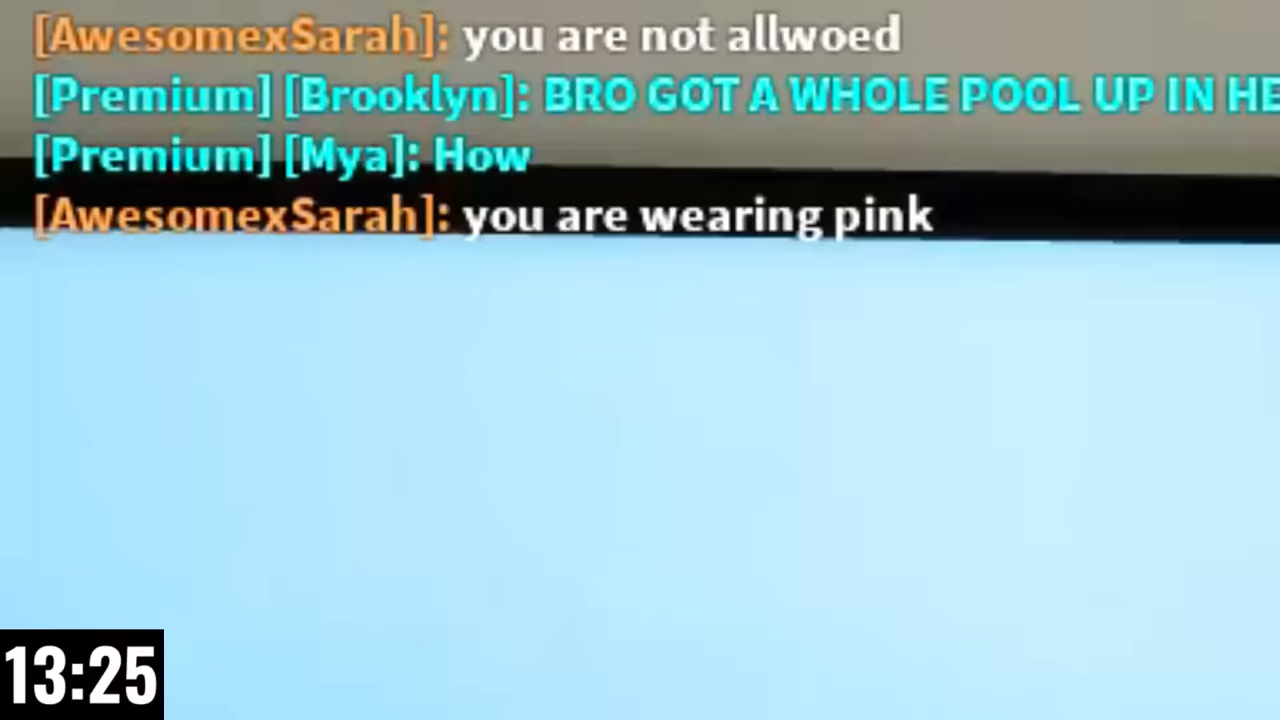 [AwesomexSarah]: you are not allwoed
[Premium] [Brooklyn]: BRO GOT A WHOLE POOL UP IN HE
[Premium] [Mya]: How
[AwesomexSarah]: you are wearing pink
13:25